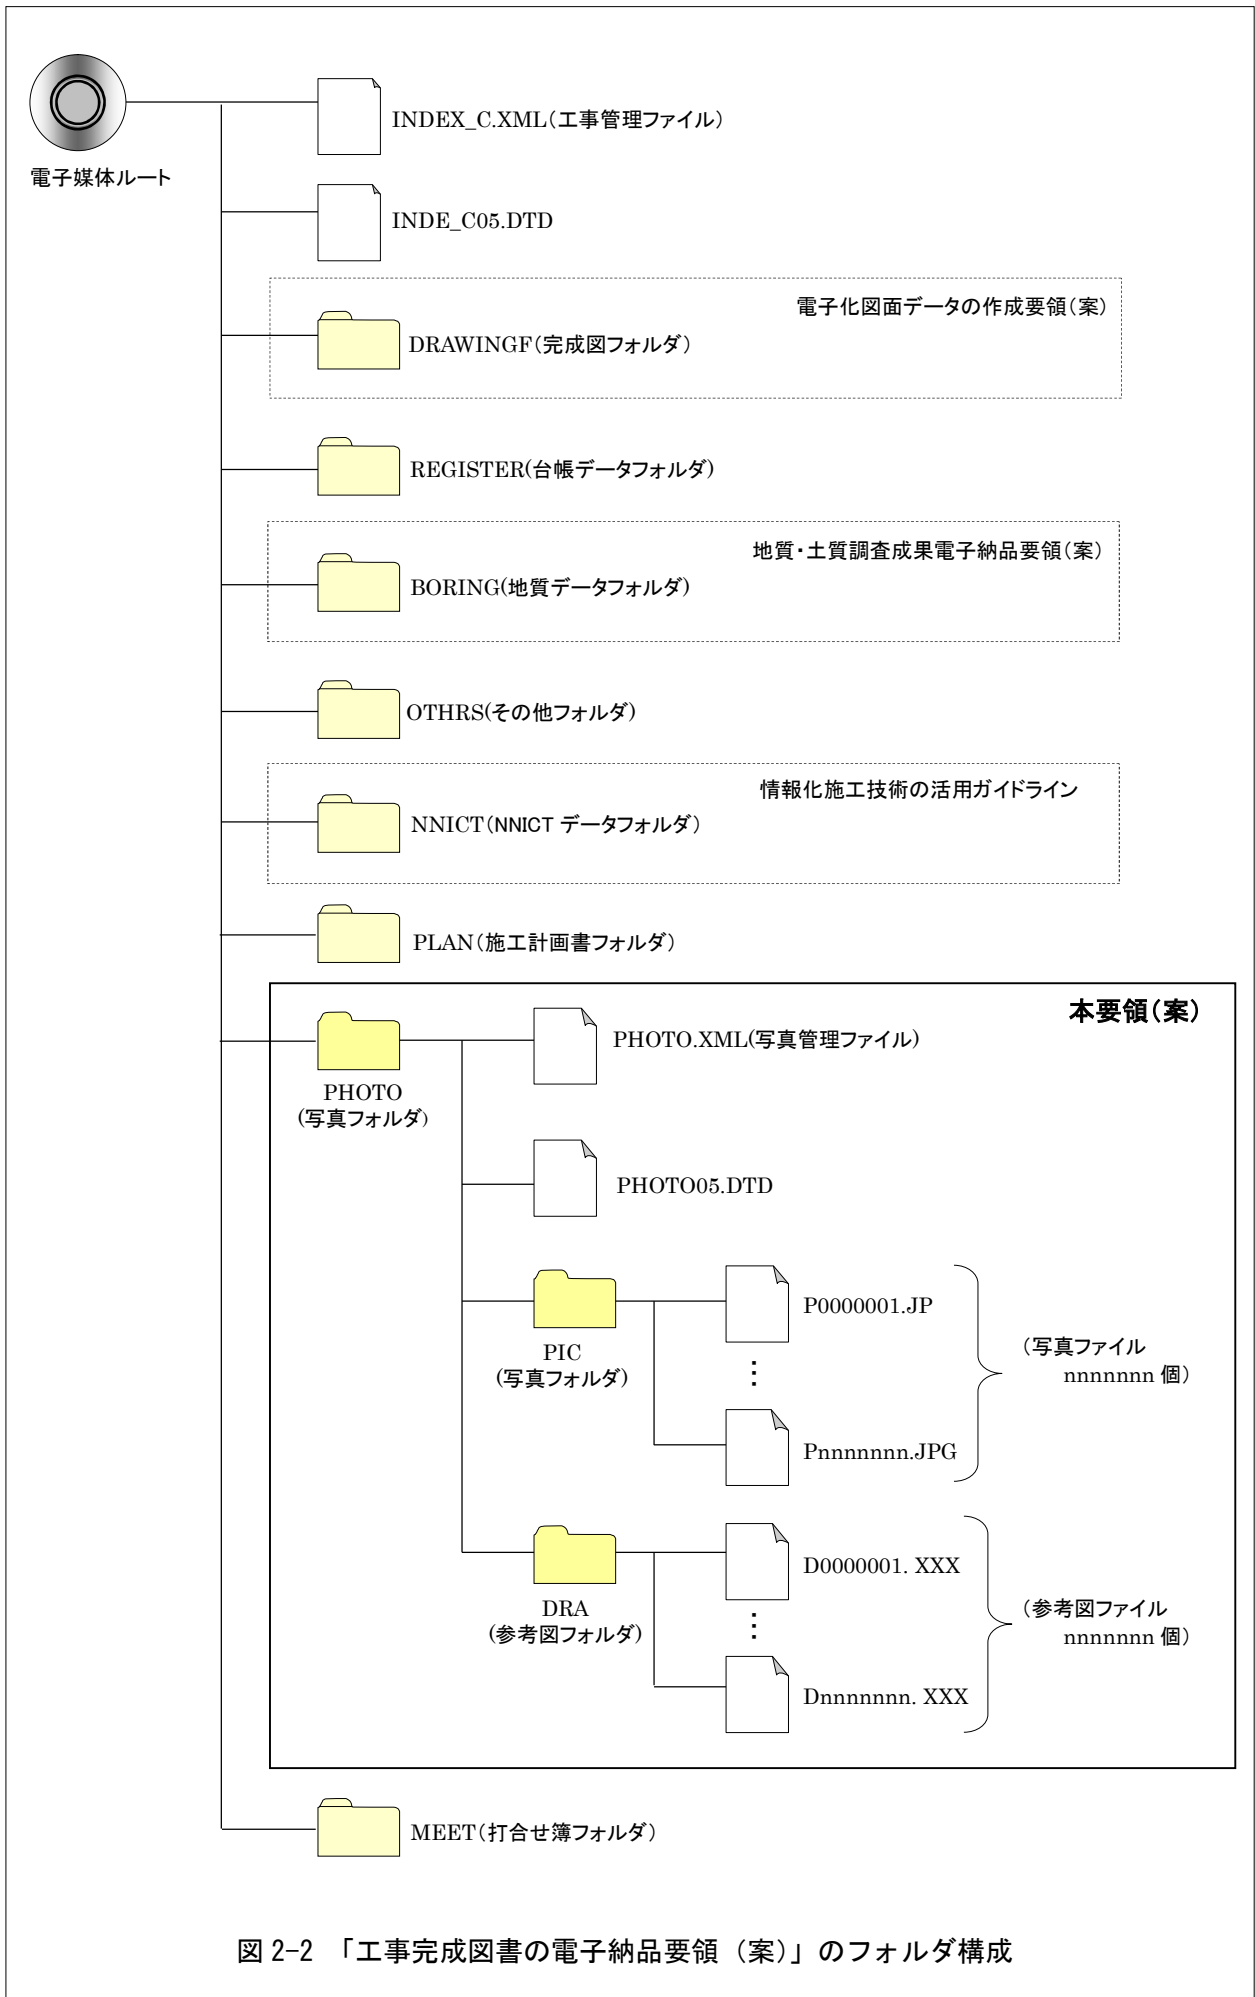 INDEX_C.XML(工事管理ファイル)
電子媒体ルート
INDE_C05.DTD
電子化図面データの作成要領(案)
DRAWINGF(完成図フォルダ)
REGISTER(台帳データフォルダ)
地質・土質調査成果電子納品要領(案)
BORING(地質データフォルダ)
OTHRS(その他フォルダ)
情報化施工技術の活用ガイドライン
NNICT(NNICT データフォルダ)
PLAN(施工計画書フォルダ)
本要領(案)
PHOTO.XML(写真管理ファイル)
PHOTO
(写真フォルダ)
PHOTO05.DTD
P0000001.JP
PIC
(写真フォルダ)
⋮
(写真ファイル
nnnnnnn 個)
Pnnnnnnn.JPG
D0000001. XXX
DRA
(参考図フォルダ)
⋮
(参考図ファイル
nnnnnnn 個)
Dnnnnnnn. XXX
MEET(打合せ簿フォルダ)
図 2-2 「工事完成図書の電子納品要領（案）」のフォルダ構成